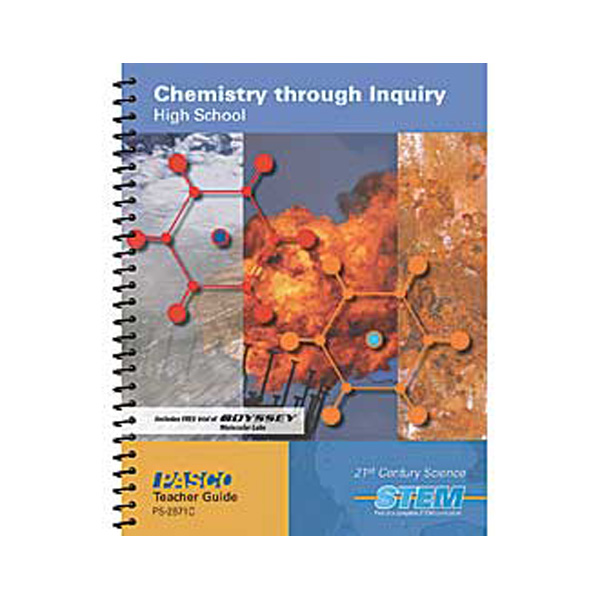 Chemistry through Inquiry
High School
Includes FREE trial of ODYSSEY
Molecular Labs
PASCO
Teacher Guide
PS-2871C
21st Century Science
STEM